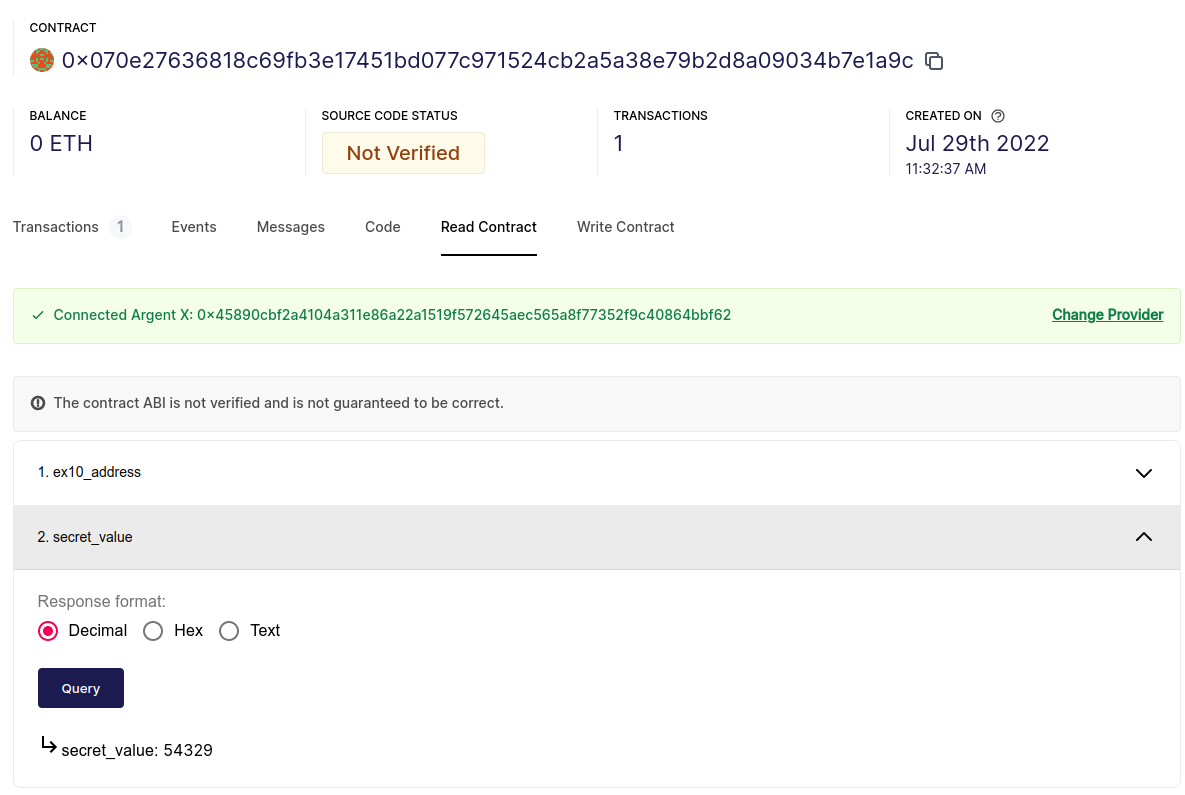 CONTRACT
0x070e27636818c69fb3e17451bd077c971524cb2a5a38e79b2d8a09034b7e1a9c
BALANCE
0 ETH
SOURCE CODE STATUS
Not Verified
TRANSACTIONS
1
CREATED ON
Jul 29th 2022
11:32:37 AM
Transactions 1 Events Messages Code Read Contract Write Contract
Connected Argent X: 0x45890cbf2a4104a311e86a22a1519f572645aec565a8f77352f9c40864bbf62 Change Provider
The contract ABI is not verified and is not guaranteed to be correct.
1. ex10_address
2. secret_value
Response format:
Decimal Hex Text
Query
secret_value: 54329